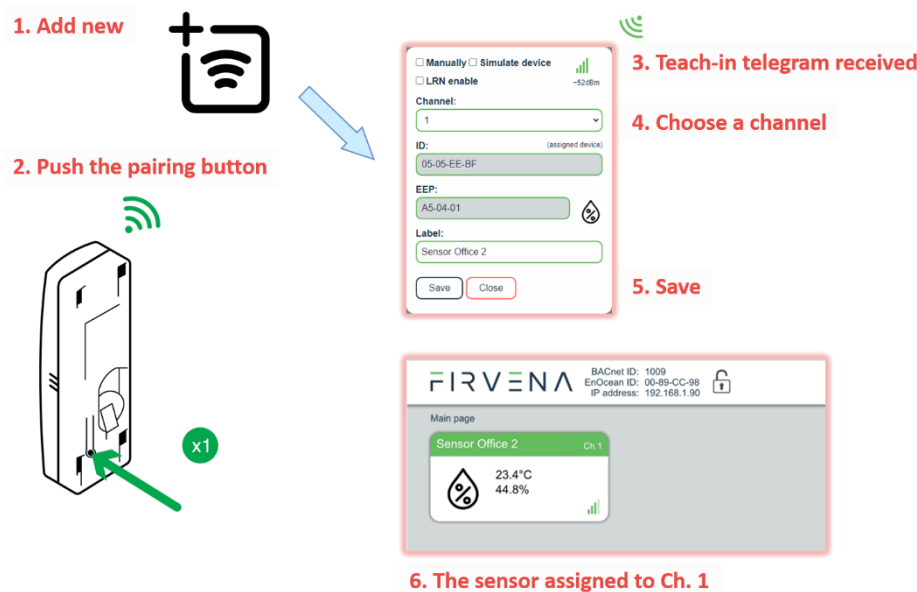 1. Add new
2. Push the pairing button
x1
Manually Simulate device
LRN enable
-52dBm
Channel:
1
ID: (assigned device)
05-05-EE-BF
EEP:
A5-04-01
Label:
Sensor Office 2
Save Close
3. Teach-in telegram received
4. Choose a channel
5. Save
FIRVENA
BACnet ID: 1009
EnOcean ID: 00-89-CC-98
IP address: 192.168.1.90
Main page
Sensor Office 2 Ch 1
%
23.4°C
44.8%
6. The sensor assigned to Ch. 1